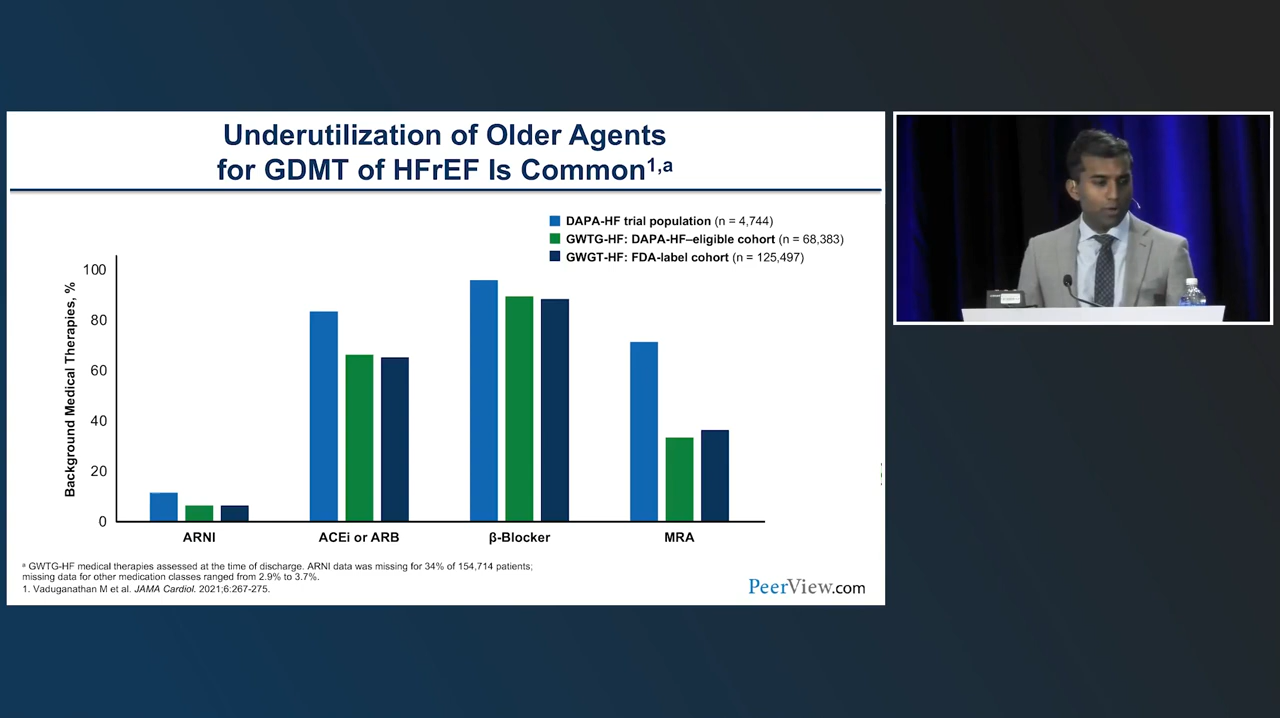 Underutilization of Older Agents
for GDMT of HFrEF Is Common1,a
DAPA-HF trial population (n = 4,744)
GWTG-HF: DAPA-HF–eligible cohort (n = 68,383)
GWGT-HF: FDA-label cohort (n = 125,497)
Background Medical Therapies, %
100
80
60
40
20
0
ARNI
ACEi or ARB
β-Blocker
MRA
a GWTG-HF medical therapies assessed at the time of discharge. ARNI data was missing for 34% of 154,714 patients;
missing data for other medication classes ranged from 2.9% to 3.7%.
1. Vaduganathan M et al. JAMA Cardiol. 2021;6:267-275.
PeerView.com